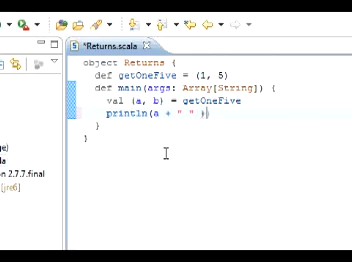 *Returns.scala
object Returns {
def getOneFive = (1, 5)
def main(args: Array[String]) {
val (a, b) = getOneFive
println(a + " " +)
}
}
ge)
la
n 2.7.7.final
[jre6]